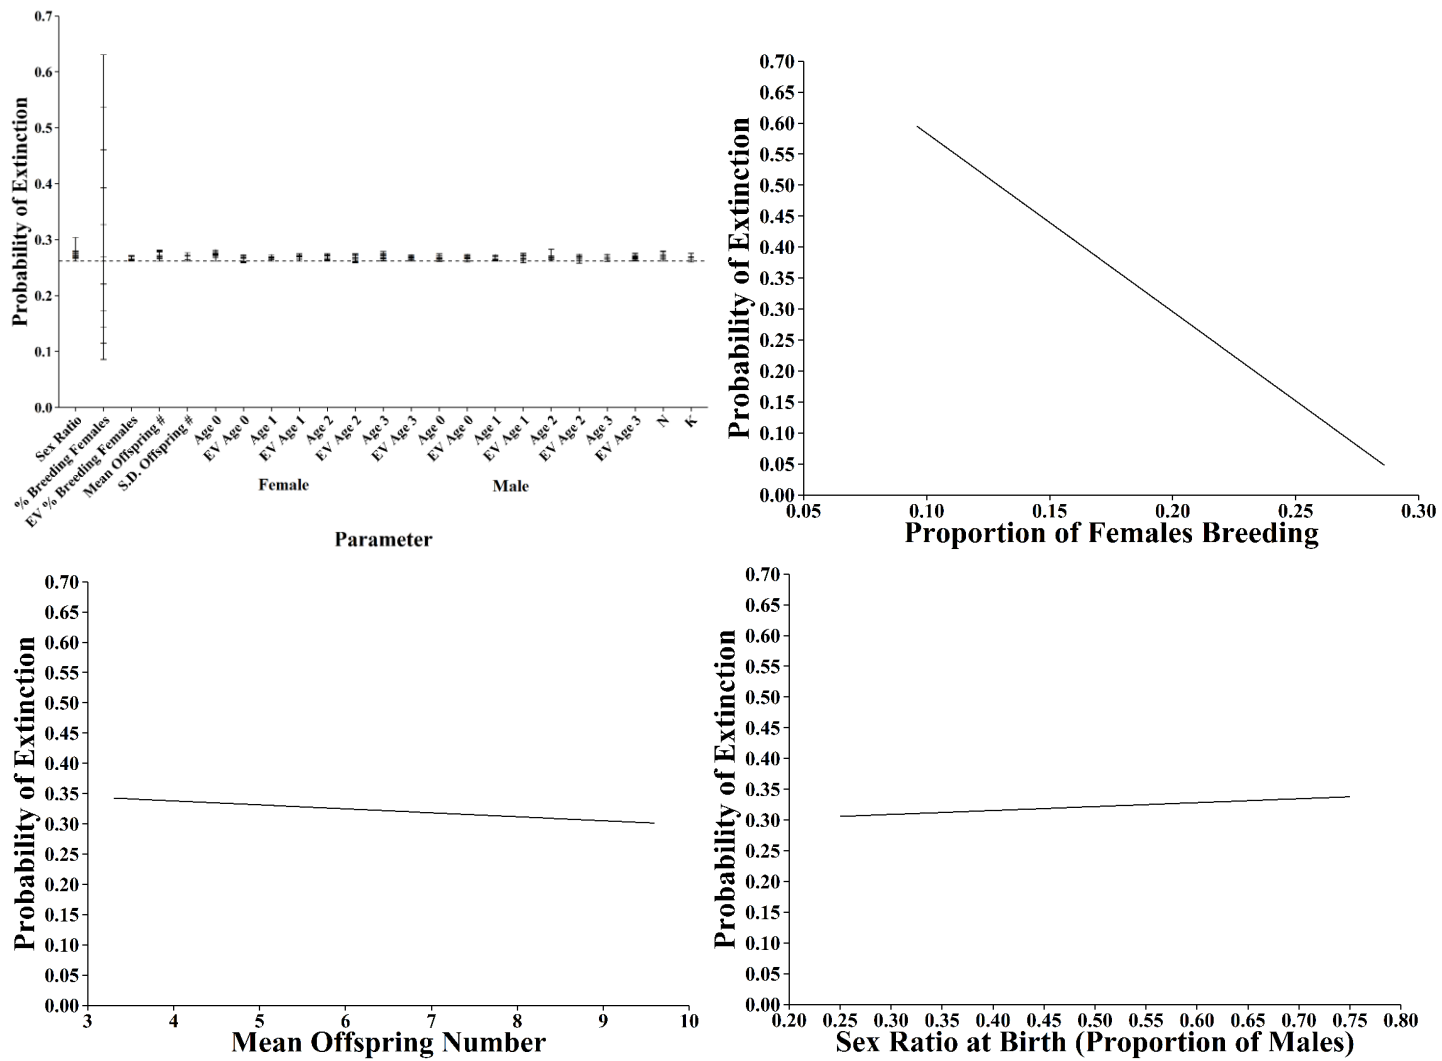 0.7
0.6
0.5
0.4
0.3
0.2
0.1
0.0
Probability of Extinction
Sex Ratio
% Breeding Females
EV % Breeding Females
Mean Offspring #
S.D. Offspring #
Age 0
EV Age 0
Age 1
EV Age 1
Age 2
EV Age 2
Age 3
EV Age 3
Age 0
EV Age 0
Age 1
EV Age 1
Age 2
EV Age 2
Age 3
EV Age 3
N
K
Female
Male
Parameter
0.70
0.65
0.60
0.55
0.50
0.45
0.40
0.35
0.30
0.25
0.20
0.15
0.10
0.05
0.00
Probability of Extinction
0.05 0.10 0.15 0.20 0.25 0.30
Proportion of Females Breeding
0.70
0.65
0.60
0.55
0.50
0.45
0.40
0.35
0.30
0.25
0.20
0.15
0.10
0.05
0.00
Probability of Extinction
3 4 5 6 7 8 9 10
Mean Offspring Number
0.70
0.65
0.60
0.55
0.50
0.45
0.40
0.35
0.30
0.25
0.20
0.15
0.10
0.05
0.00
Probability of Extinction
0.20 0.25 0.30 0.35 0.40 0.45 0.50 0.55 0.60 0.65 0.70 0.75 0.80
Sex Ratio at Birth (Proportion of Males)